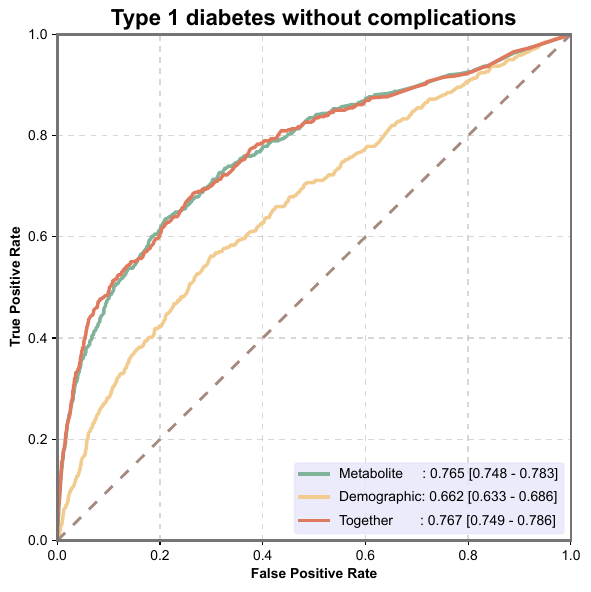 Type 1 diabetes without complications
1.0
0.8
0.6
0.4
0.2
0.0
True Positive Rate
Metabolite : 0.765 [0.748 - 0.783]
Demographic: 0.662 [0.633 - 0.686]
Together : 0.767 [0.749 - 0.786]
0.0 0.2 0.4 0.6 0.8 1.0
False Positive Rate